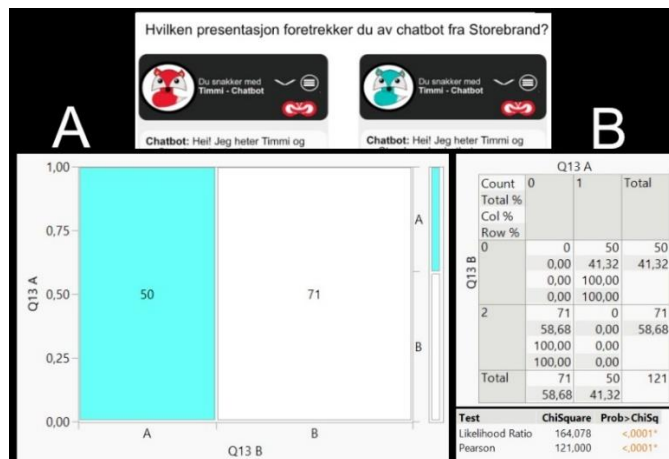 Hvilken presentasjon foretrekker du av chatbot fra Storebrand?
Du snakker med
Timmi - Chatbot
Du snakker med
Timmi - Chatbot
A
B
Chatbot: Hei! Jeg heter Timmi og
Chatbot: Hei! Jeg heter Timmi og
1,00
0,75
0,50
0,25
0,00
Q13 A
50
71
A
B
A
B
Q13 B
Q13 A
Count 0 1 Total
Total %
Col %
Row %
Q13 B
0 0 50 50
0,00 41,32 41,32
0,00 100,00
0,00 100,00
2 71 0 71
58,68 0,00 58,68
100,00 0,00
100,00 0,00
Total 71 50 121
58,68 41,32
Test ChiSquare Prob>ChiSq
Likelihood Ratio 164,078 <,0001*
Pearson 121,000 <,0001*